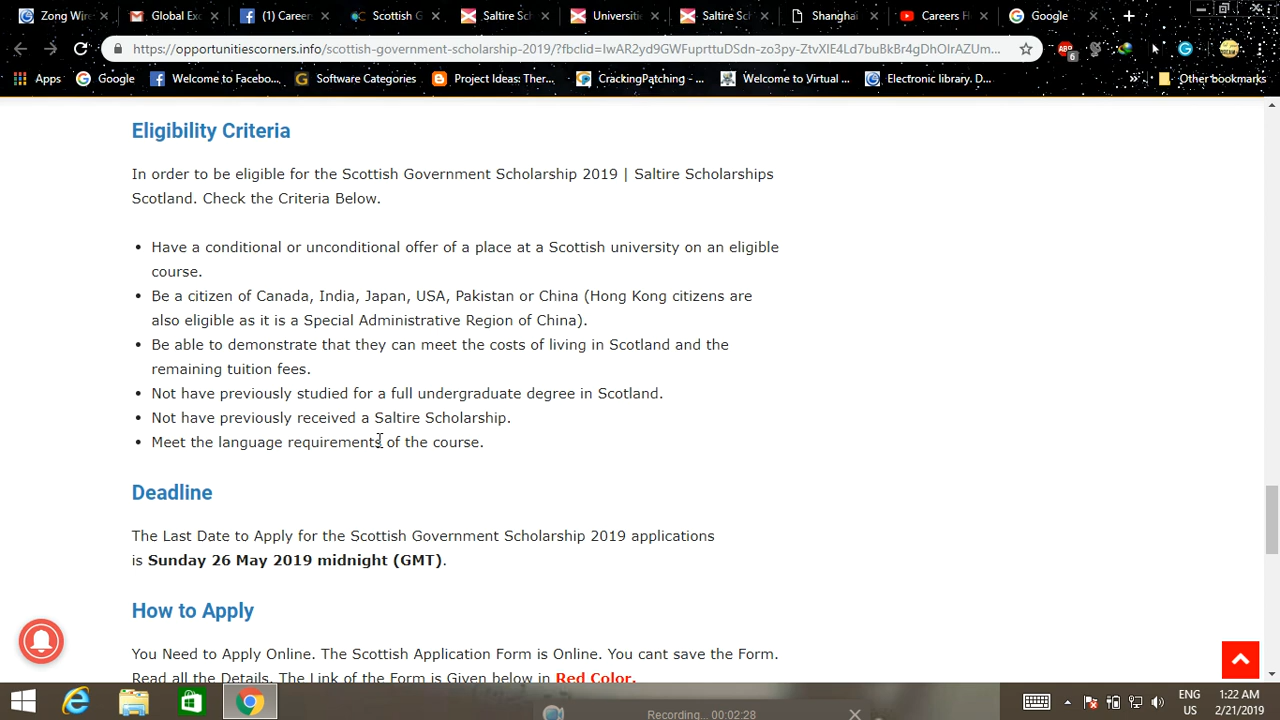 Zong Wire
Global Exc
(1) Career
Scottish G
Saltire Sch
Universitie
Saltire Sch
Shanghai
Careers H
Google
https://opportunitiescorners.info/scottish-government-scholarship-2019/?fbclid=IwAR2yd9GWFuprttuDSdn-zo3py-ZtvXlE4Ld7buBkBr4gDhOlrAZUm...
6
Apps
Google
Welcome to Facebo...
Software Categories
Project Ideas: Ther...
CrackingPatching - ...
Welcome to Virtual ...
Electronic library. D...
Other bookmarks
Eligibility Criteria
In order to be eligible for the Scottish Government Scholarship 2019 | Saltire Scholarships
Scotland. Check the Criteria Below.
• Have a conditional or unconditional offer of a place at a Scottish university on an eligible
course.
• Be a citizen of Canada, India, Japan, USA, Pakistan or China (Hong Kong citizens are
also eligible as it is a Special Administrative Region of China).
• Be able to demonstrate that they can meet the costs of living in Scotland and the
remaining tuition fees.
• Not have previously studied for a full undergraduate degree in Scotland.
• Not have previously received a Saltire Scholarship.
• Meet the language requirements of the course.
Deadline
The Last Date to Apply for the Scottish Government Scholarship 2019 applications
is Sunday 26 May 2019 midnight (GMT).
How to Apply
You Need to Apply Online. The Scottish Application Form is Online. You cant save the Form.
Read all the Details. The Link of the Form is Given below in Red Color.
Recording... 00:02:28
ENG
US
1:22 AM
2/21/2019